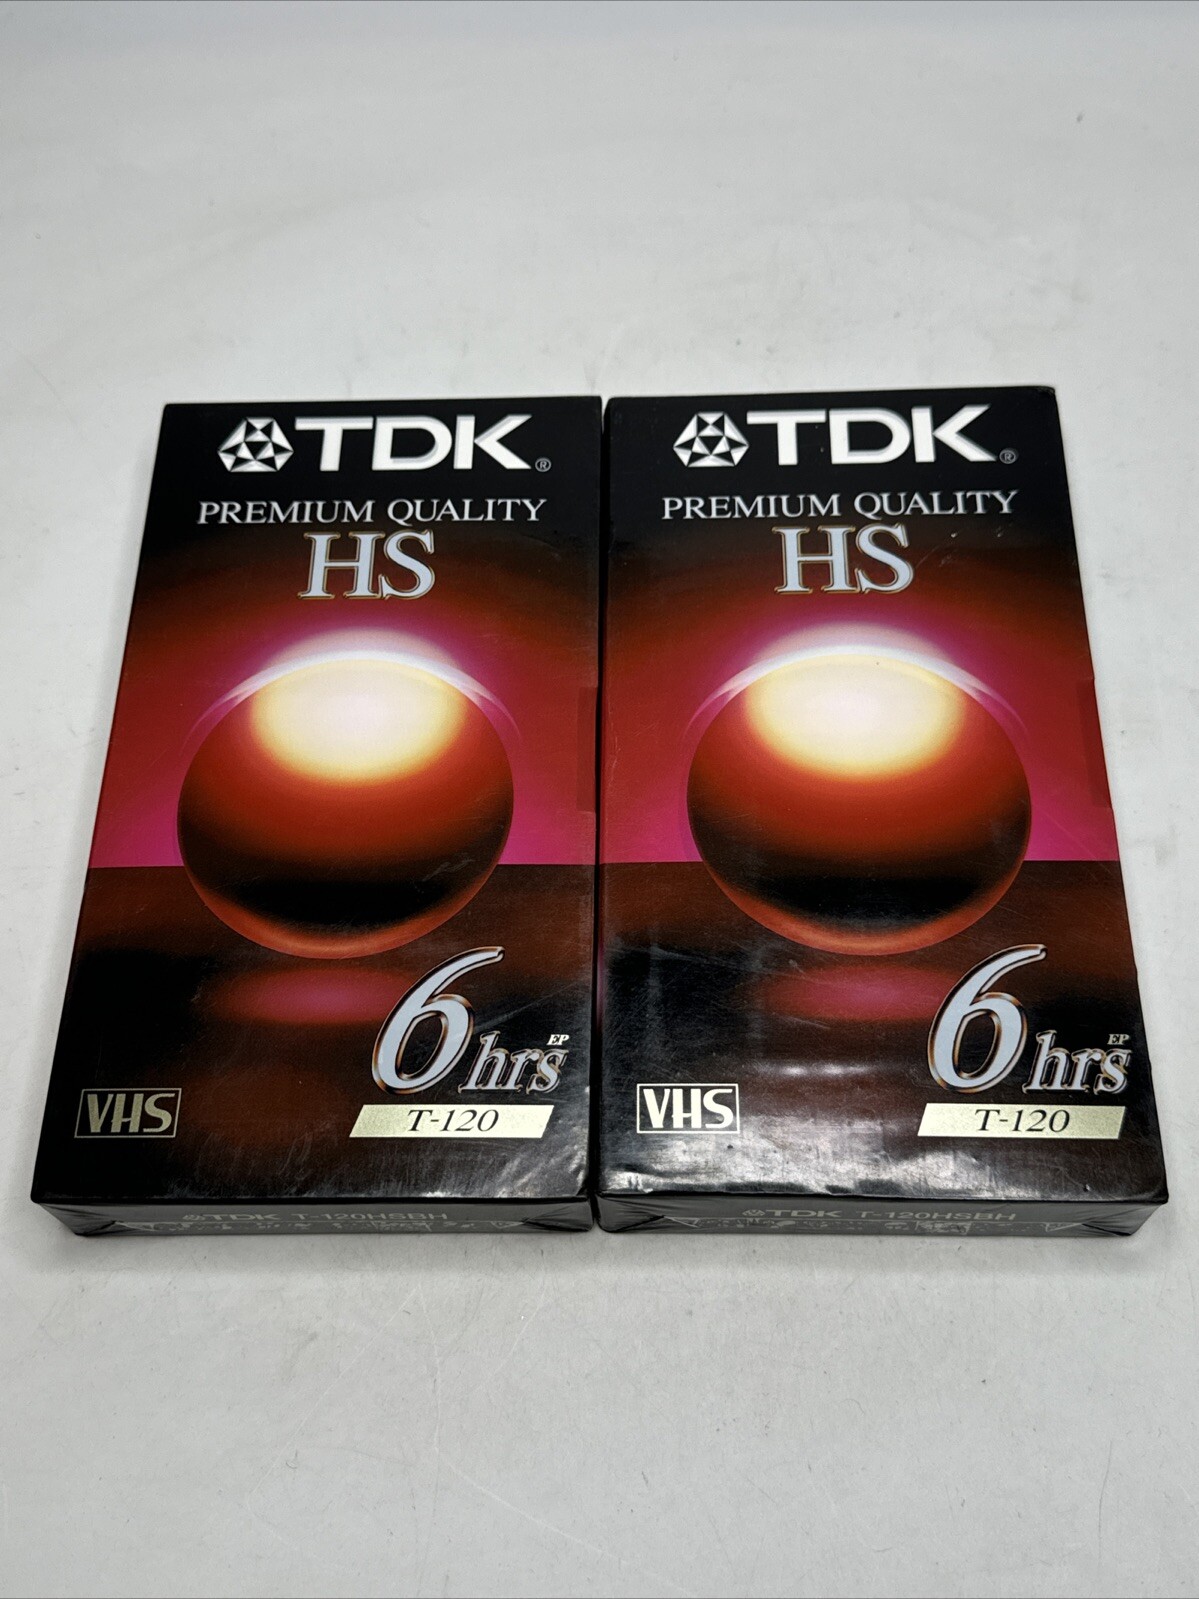 TDK®
PREMIUM QUALITY
HS
6 hrs EP
VHS
T-120
TDK T-120HSBH
TDK®
PREMIUM QUALITY
HS
6 hrs EP
VHS
T-120
TDK T-120HSBH